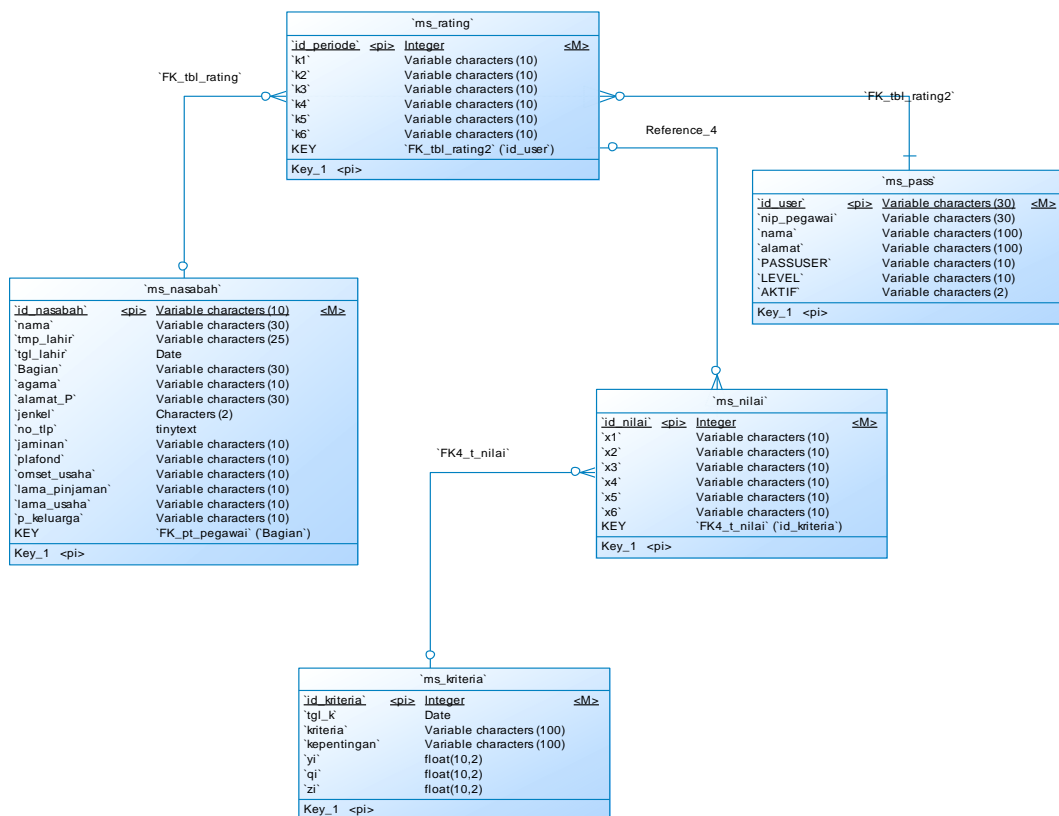 `ms_rating`
`id_periode` <pi> Integer <M>
`k1` Variable characters (10)
`k2` Variable characters (10)
`k3` Variable characters (10)
`k4` Variable characters (10)
`k5` Variable characters (10)
`k6` Variable characters (10)
KEY `FK_tbl_rating2` (`id_user`)
Key_1 <pi>
`FK_tbl_rating`
`FK_tbl_rating2`
Reference_4
`ms_pass`
`id_user` <pi> Variable characters (30) <M>
`nip_pegawai` Variable characters (30)
`nama` Variable characters (100)
`alamat` Variable characters (100)
`PASSUSER` Variable characters (10)
`LEVEL` Variable characters (10)
`AKTIF` Variable characters (2)
Key_1 <pi>
`ms_nasabah`
`id_nasabah` <pi> Variable characters (10) <M>
`nama` Variable characters (30)
`tmp_lahir` Variable characters (25)
`tgl_lahir` Date
`Bagian` Variable characters (30)
`agama` Variable characters (10)
`alamat_P` Variable characters (30)
`jenkel` Characters (2)
`no_tlp` tinytext
`jaminan` Variable characters (10)
`plafond` Variable characters (10)
`omset_usaha` Variable characters (10)
`lama_pinjaman` Variable characters (10)
`lama_usaha` Variable characters (10)
`p_keluarga` Variable characters (10)
KEY `FK_pt_pegawai` (`Bagian`)
Key_1 <pi>
`ms_nilai`
`id_nilai` <pi> Integer <M>
`x1` Variable characters (10)
`x2` Variable characters (10)
`x3` Variable characters (10)
`x4` Variable characters (10)
`x5` Variable characters (10)
`x6` Variable characters (10)
KEY `FK4_t_nilai` (`id_kriteria`)
Key_1 <pi>
`FK4_t_nilai`
`ms_kriteria`
`id_kriteria` <pi> Integer <M>
`tgl_k` Date
`kriteria` Variable characters (100)
`kepentingan` Variable characters (100)
`yi` float(10,2)
`qi` float(10,2)
`zi` float(10,2)
Key_1 <pi>